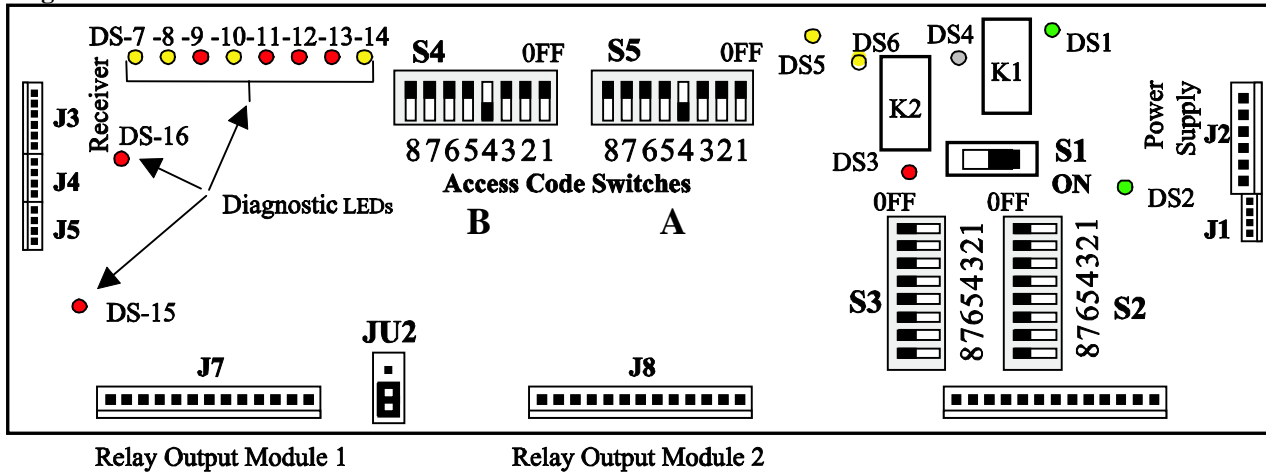 DS-7 -8 -9 -10 -11 -12 -13 -14
S4 0FF
S5 0FF
DS5
DS6
DS4
K1
DS1
K2
J3
J4
J5
Receiver
DS-16
Diagnostic LEDs
DS-15
87654321
87654321
Access Code Switches
B
A
DS3
S1
ON
Power
Supply
J2
J1
DS2
0FF
0FF
S3
87654321
87654321
S2
JU2
J7
J8
Relay Output Module 1
Relay Output Module 2